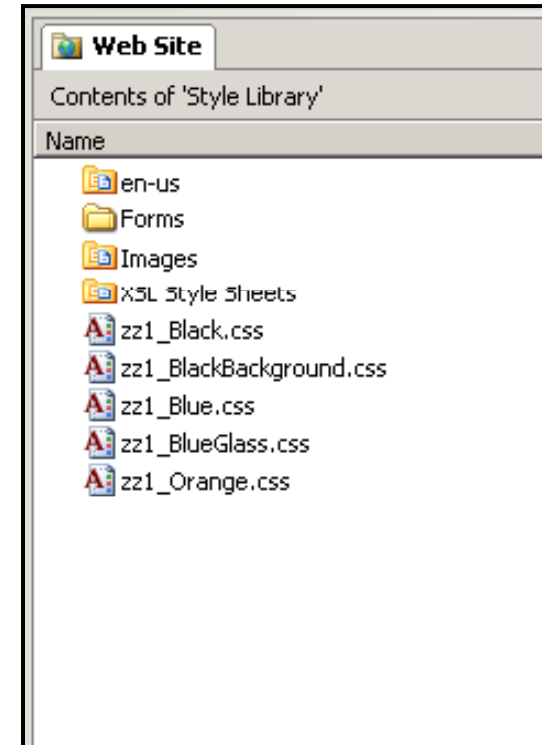 Web Site
Contents of 'Style Library'
Name
en-us
Forms
Images
XSL Style Sheets
zz1_Black.css
zz1_BlackBackground.css
zz1_Blue.css
zz1_BlueGlass.css
zz1_Orange.css